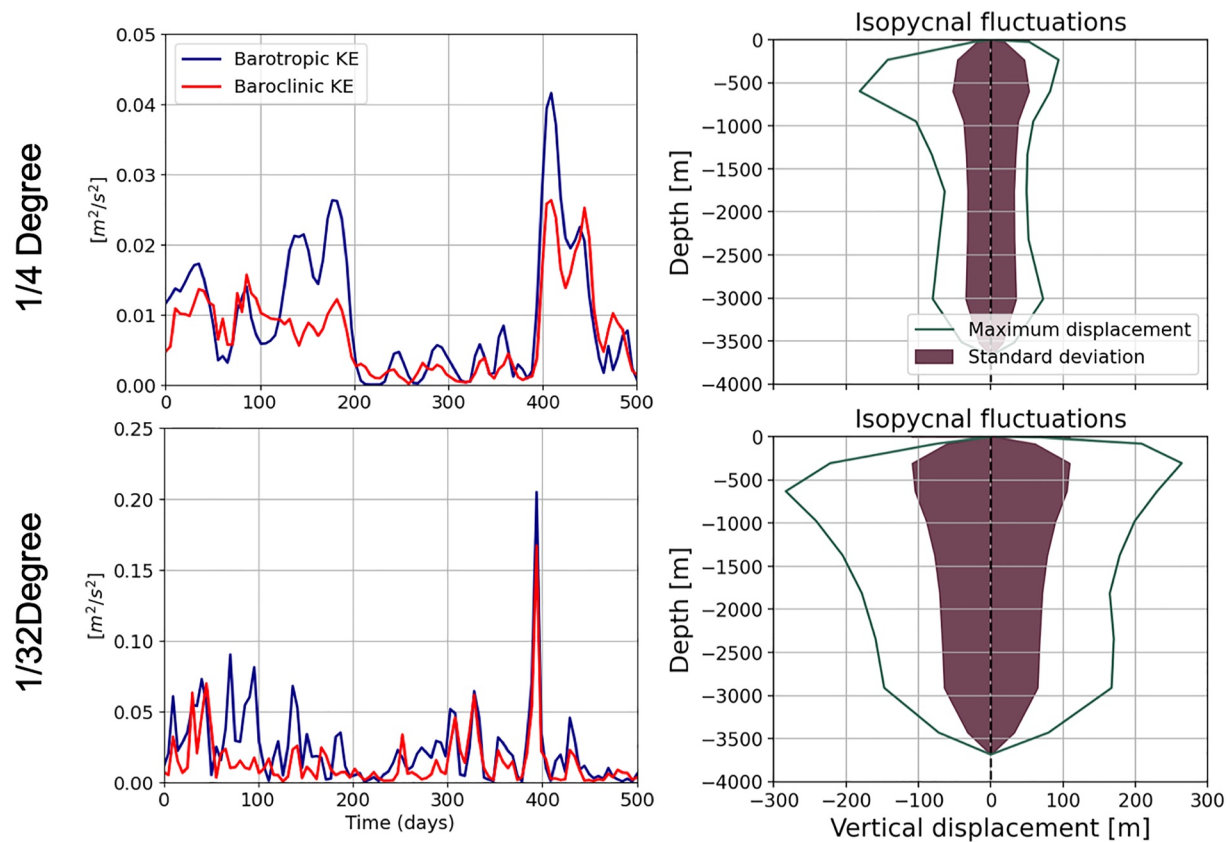 1/4 Degree
[m²/s²]
0.05
0.04
0.03
0.02
0.01
0.00
Barotropic KE
Baroclinic KE
0 100 200 300 400 500
Isopycnal fluctuations
Depth [m]
0
−500
−1000
−1500
−2000
−2500
−3000
−3500
−4000
Maximum displacement
Standard deviation
1/32Degree
[m²/s²]
0.25
0.20
0.15
0.10
0.05
0.00
0 100 200 300 400 500
Time (days)
Isopycnal fluctuations
Depth [m]
0
−500
−1000
−1500
−2000
−2500
−3000
−3500
−4000
−300 −200 −100 0 100 200 300
Vertical displacement [m]